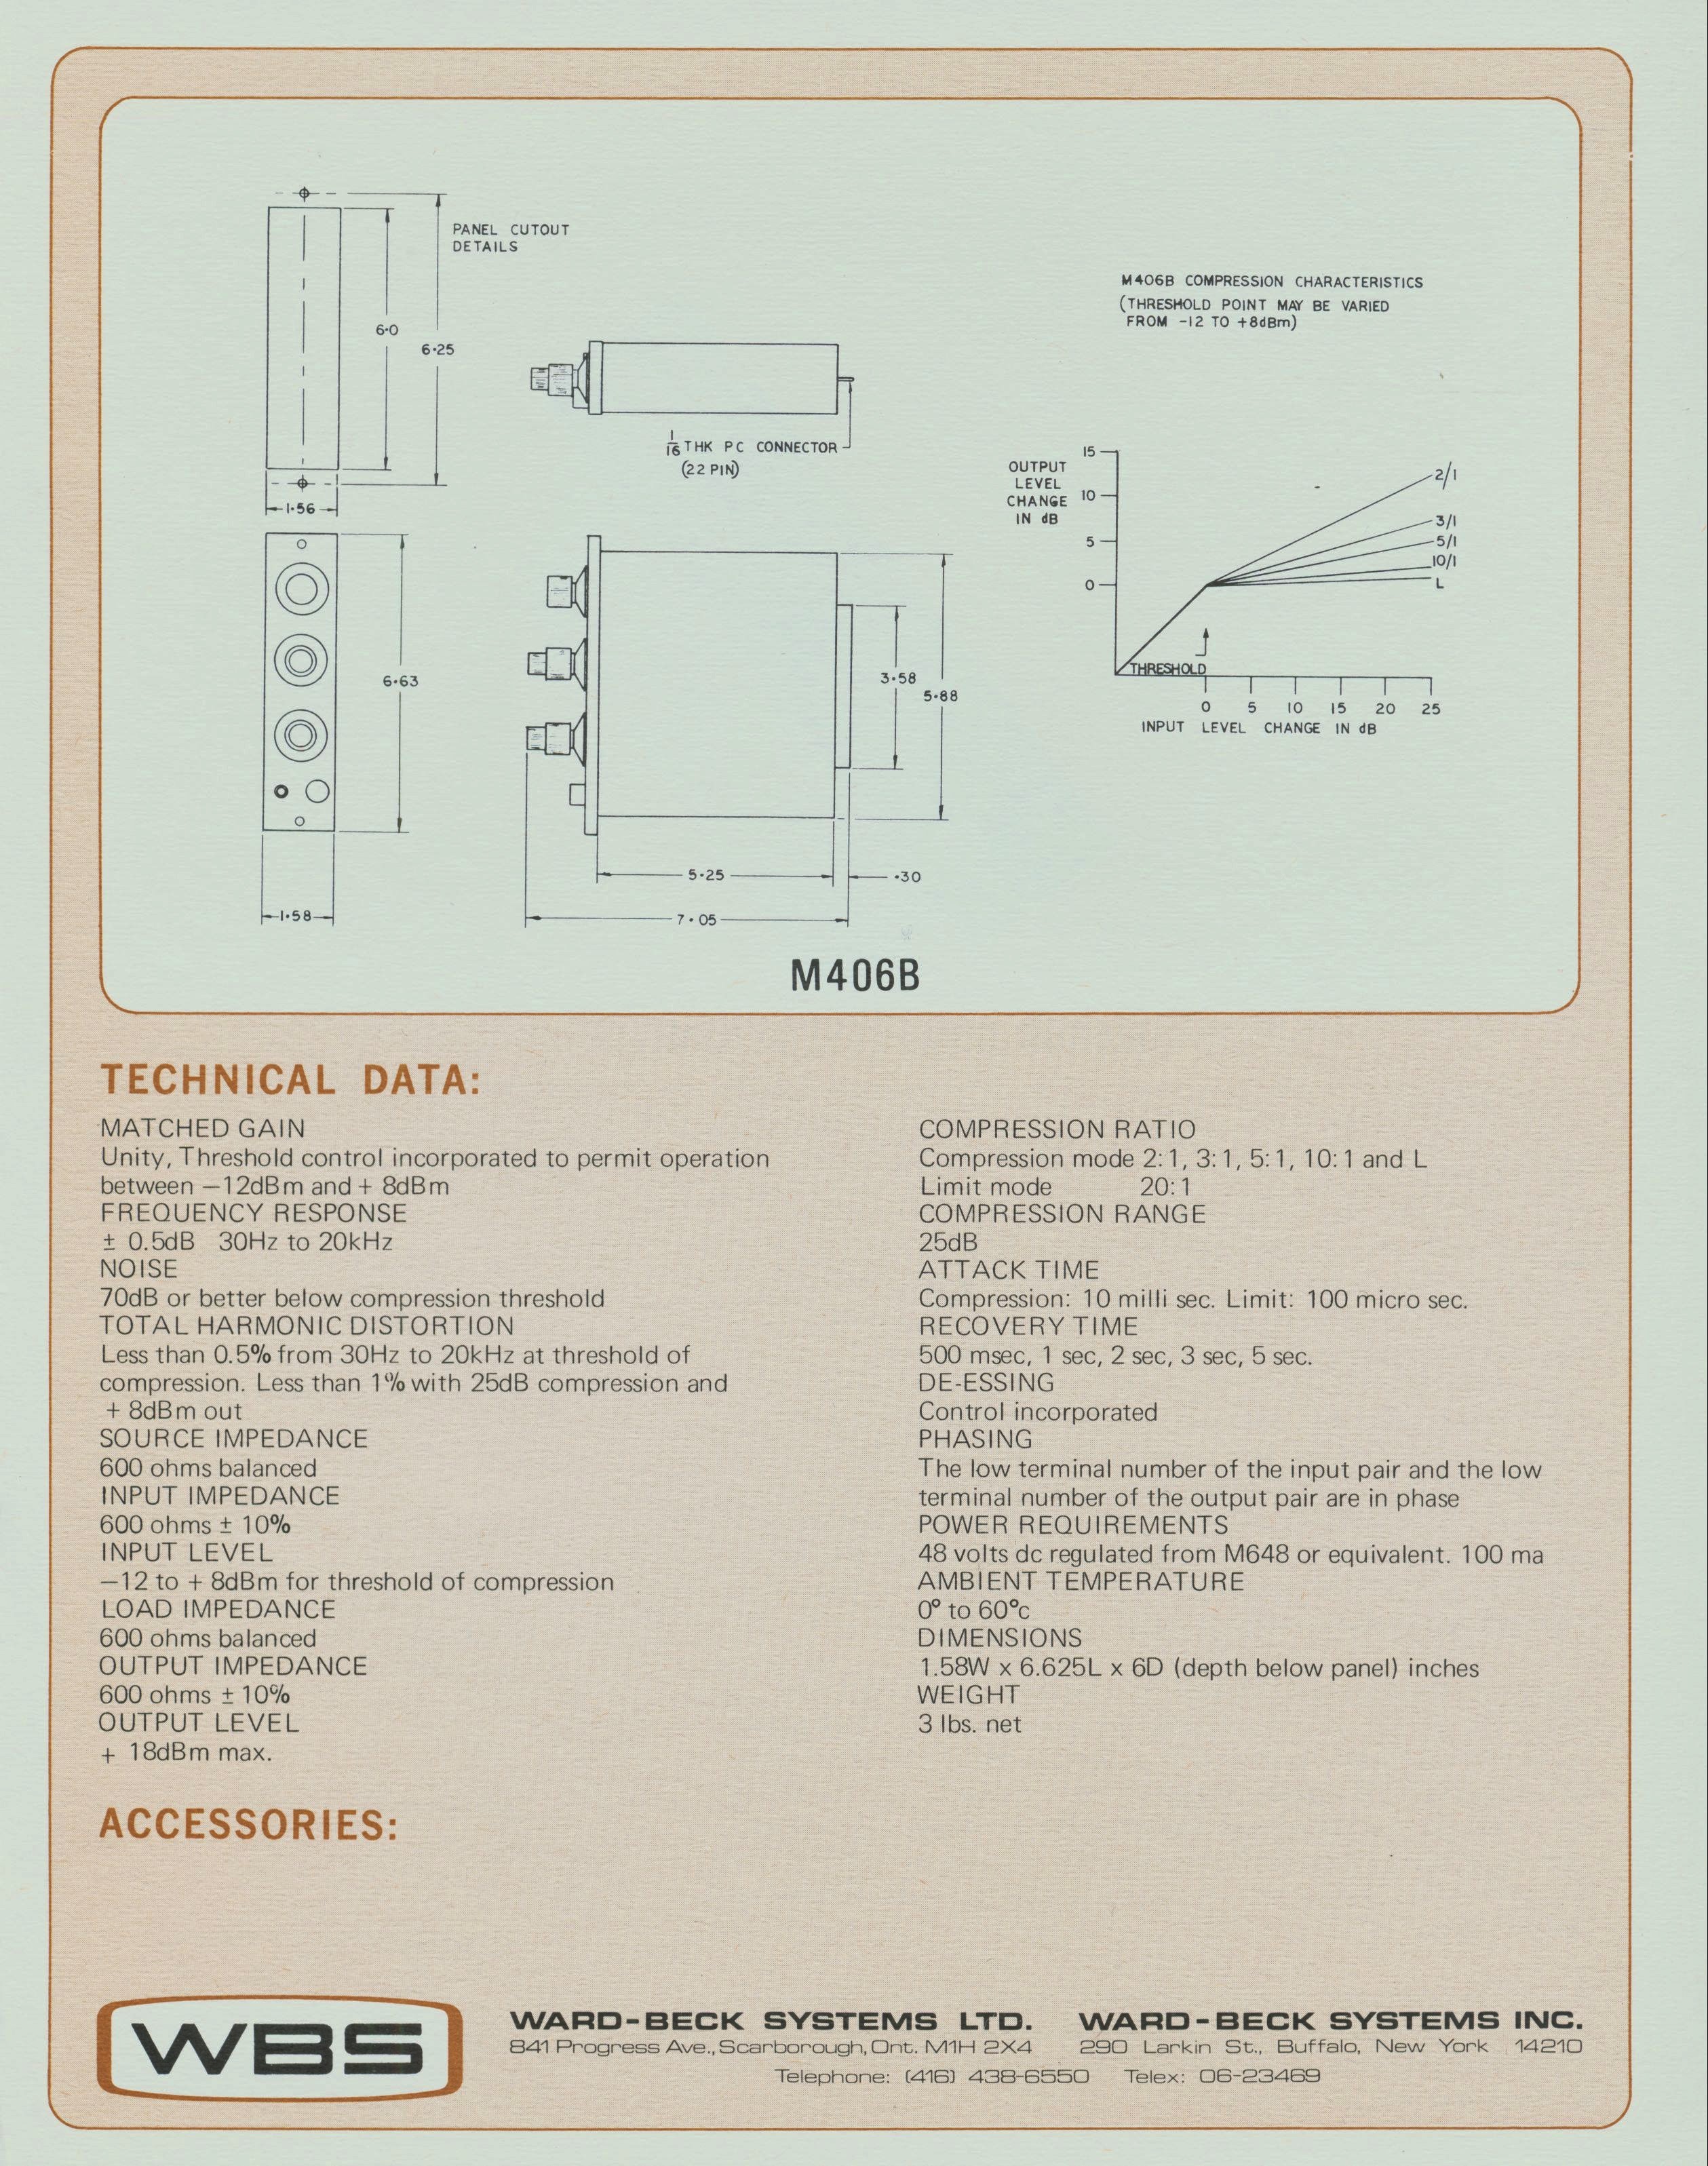 PANEL CUTOUT
DETAILS
6·0
6·25
1·56
1/16 THK PC CONNECTOR
(22 PIN)
M406B COMPRESSION CHARACTERISTICS
(THRESHOLD POINT MAY BE VARIED
FROM -12 TO +8dBm)
OUTPUT
LEVEL
CHANGE
IN dB
15
10
5
0
2/1
3/1
5/1
10/1
L
THRESHOLD
0 5 10 15 20 25
INPUT LEVEL CHANGE IN dB
6·63
1·58
3·58
5·88
5·25
·30
7·05
M406B
TECHNICAL DATA:
MATCHED GAIN
Unity, Threshold control incorporated to permit operation
between −12dBm and + 8dBm
FREQUENCY RESPONSE
± 0.5dB 30Hz to 20kHz
NOISE
70dB or better below compression threshold
TOTAL HARMONIC DISTORTION
Less than 0.5% from 30Hz to 20kHz at threshold of
compression. Less than 1% with 25dB compression and
+ 8dBm out
SOURCE IMPEDANCE
600 ohms balanced
INPUT IMPEDANCE
600 ohms ± 10%
INPUT LEVEL
−12 to + 8dBm for threshold of compression
LOAD IMPEDANCE
600 ohms balanced
OUTPUT IMPEDANCE
600 ohms ± 10%
OUTPUT LEVEL
+ 18dBm max.
COMPRESSION RATIO
Compression mode 2:1, 3:1, 5:1, 10:1 and L
Limit mode 20:1
COMPRESSION RANGE
25dB
ATTACK TIME
Compression: 10 milli sec. Limit: 100 micro sec.
RECOVERY TIME
500 msec, 1 sec, 2 sec, 3 sec, 5 sec.
DE-ESSING
Control incorporated
PHASING
The low terminal number of the input pair and the low
terminal number of the output pair are in phase
POWER REQUIREMENTS
48 volts dc regulated from M648 or equivalent. 100 ma
AMBIENT TEMPERATURE
0° to 60°c
DIMENSIONS
1.58W x 6.625L x 6D (depth below panel) inches
WEIGHT
3 lbs. net
ACCESSORIES:
WBS
WARD-BECK SYSTEMS LTD.
841 Progress Ave., Scarborough, Ont. M1H 2X4
WARD-BECK SYSTEMS INC.
290 Larkin St., Buffalo, New York 14210
Telephone: (416) 438-6550 Telex: 06-23469